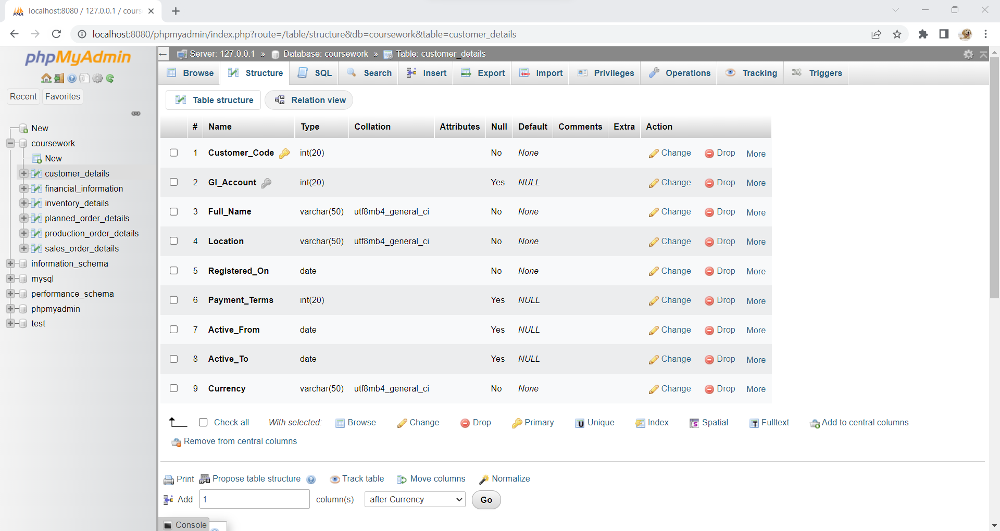 localhost:8080 / 127.0.0.1 / cours
localhost:8080/phpmyadmin/index.php?route=/table/structure&db=coursework&table=customer_details
phpMyAdmin
Recent Favorites
New
coursework
New
customer_details
financial_information
inventory_details
planned_order_details
production_order_details
sales_order_details
information_schema
mysql
performance_schema
phpmyadmin
test
Server: 127.0.0.1 » Database: coursework » Table: customer_details
Browse Structure SQL Search Insert Export Import Privileges Operations Tracking Triggers
Table structure Relation view
# Name Type Collation Attributes Null Default Comments Extra Action
1 Customer_Code int(20) No None Change Drop More
2 Gl_Account int(20) Yes NULL Change Drop More
3 Full_Name varchar(50) utf8mb4_general_ci No None Change Drop More
4 Location varchar(50) utf8mb4_general_ci No None Change Drop More
5 Registered_On date No None Change Drop More
6 Payment_Terms int(20) Yes NULL Change Drop More
7 Active_From date Yes NULL Change Drop More
8 Active_To date Yes NULL Change Drop More
9 Currency varchar(50) utf8mb4_general_ci No None Change Drop More
Check all With selected: Browse Change Drop Primary Unique Index Spatial Fulltext Add to central columns
Remove from central columns
Print Propose table structure Track table Move columns Normalize
Add 1 column(s) after Currency Go
Console